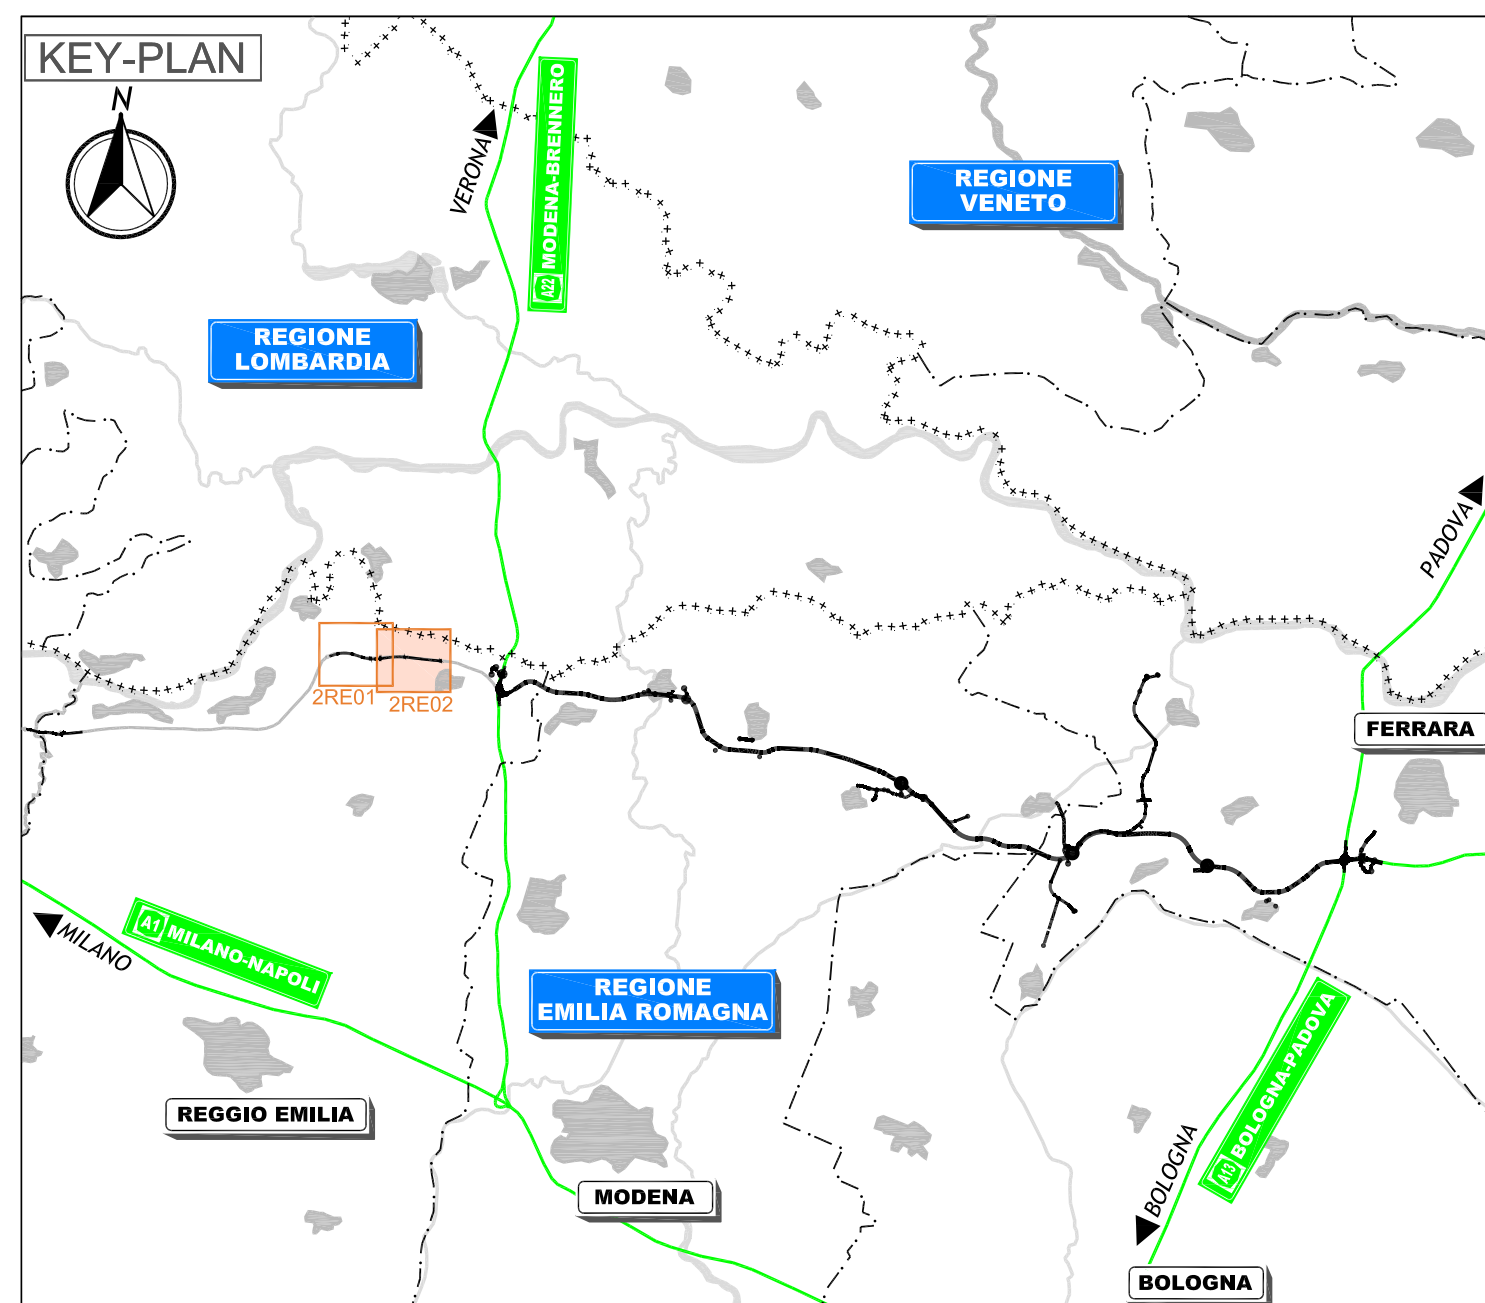 KEY-PLAN
N
VERONA
A22 MODENA-BRENNERO
REGIONE
VENETO
REGIONE
LOMBARDIA
PADOVA
2RE01
2RE02
FERRARA
MILANO
A1 MILANO-NAPOLI
REGIONE
EMILIA ROMAGNA
A13 BOLOGNA-PADOVA
REGGIO EMILIA
BOLOGNA
MODENA
BOLOGNA